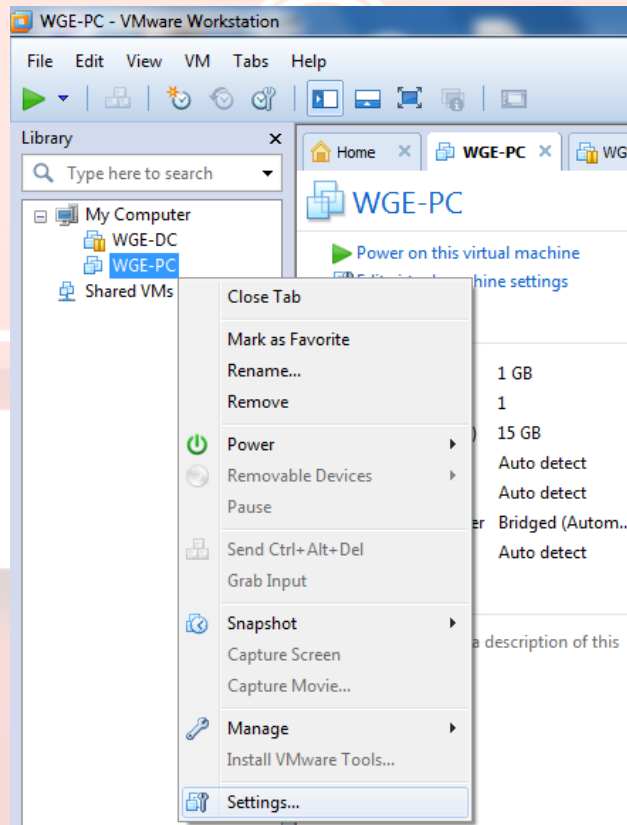 WGE-PC - VMware Workstation
File Edit View VM Tabs Help
Library
Type here to search
My Computer
WGE-DC
WGE-PC
Shared VMs
Home
WGE-PC
WG
WGE-PC
Power on this virtual machine
hine settings
1 GB
1
15 GB
Auto detect
Auto detect
er Bridged (Autom...
Auto detect
a description of this
Close Tab
Mark as Favorite
Rename...
Remove
Power
Removable Devices
Pause
Send Ctrl+Alt+Del
Grab Input
Snapshot
Capture Screen
Capture Movie...
Manage
Install VMware Tools...
Settings...